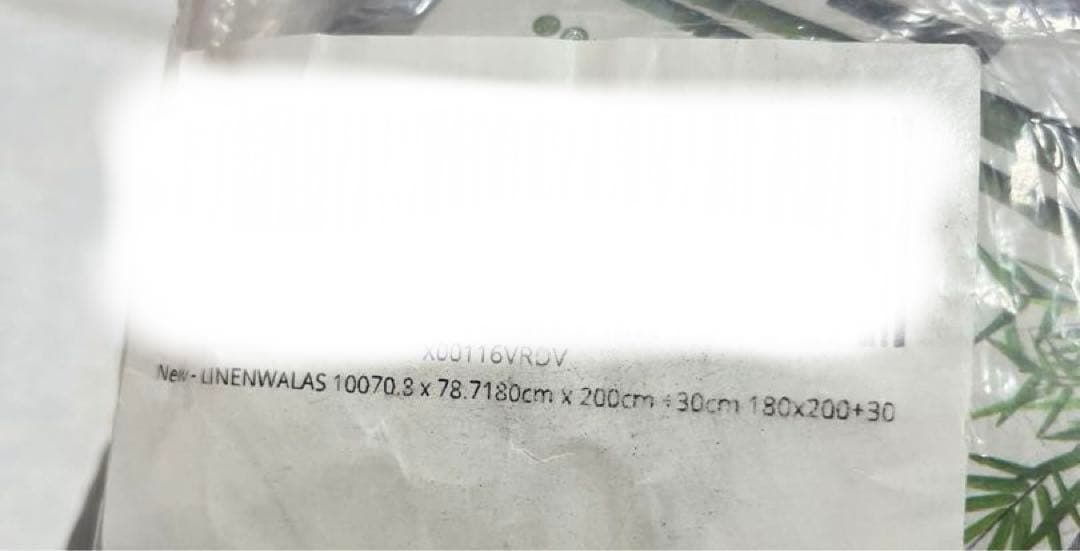 X00116VRDV
New - LINENWALAS 10070.8 x 78.7180cm x 200cm +30cm 180x200+30